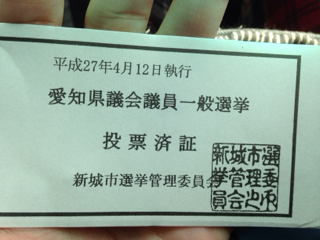 平成27年4月12日執行
愛知県議会議員一般選挙
投票済証
新城市選挙管理委員会
新城市選
挙管理委
員会之印